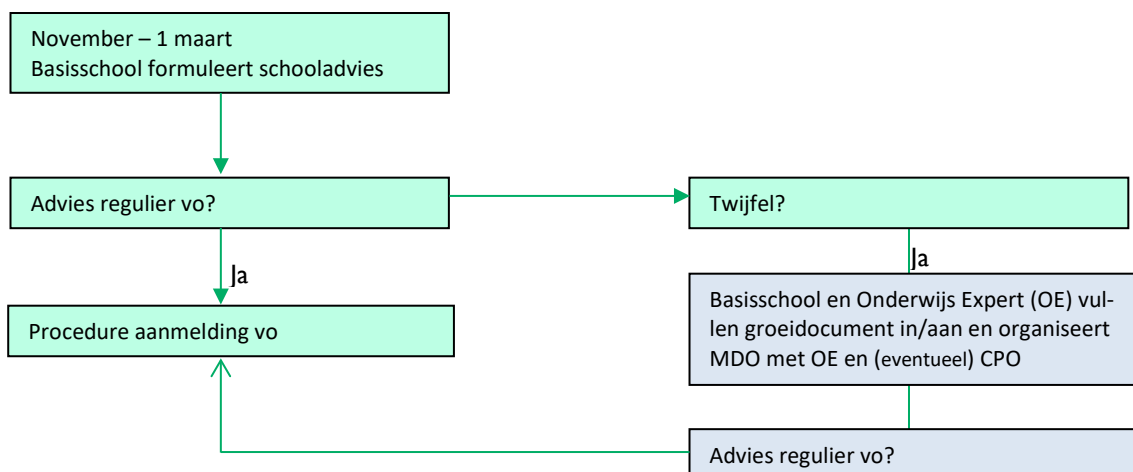 November – 1 maart
Basisschool formuleert schooladvies
Advies regulier vo?
Twijfel?
Ja
Ja
Procedure aanmelding vo
Basisschool en Onderwijs Expert (OE) vul-
len groeidocument in/aan en organiseert
MDO met OE en (eventueel) CPO
Advies regulier vo?